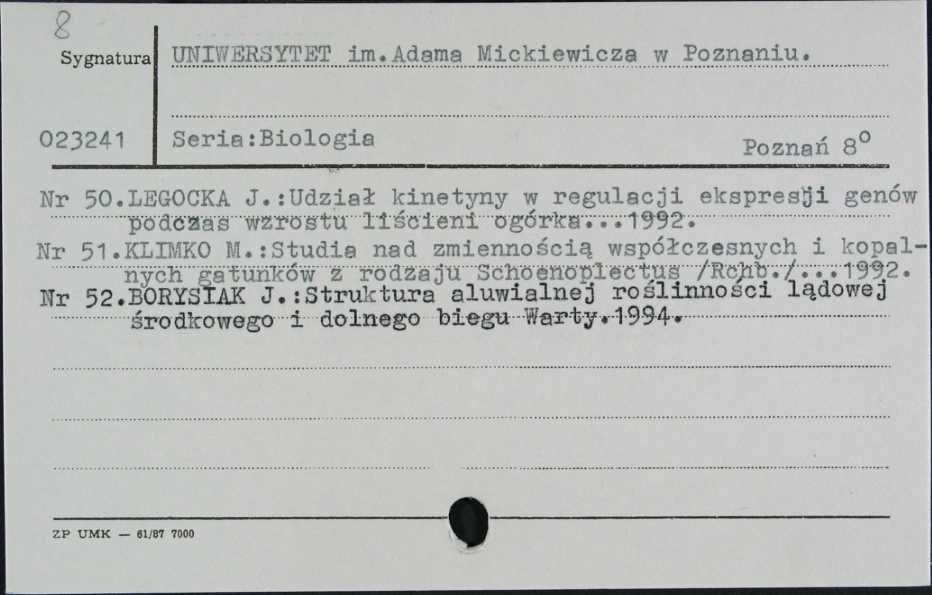 8
Sygnatura UNIWERSYTET im.Adama Mickiewicza w Poznaniu.
023241 Seria:Biologia Poznań 8°
Nr 50.LEGOCKA J.:Udział kinetyny w regulacji ekspresji genów
podczas wzrostu liścieni ogórka...1992.
Nr 51.KLIMKO M.:Studia nad zmiennością współczesnych i kopal-
nych gatunków z rodzaju Schoenoplectus /Rchb./...1992.
Nr 52.BORYSIAK J.:Struktura aluwialnej roślinności lądowej
środkowego i dolnego biegu Warty.1994.
ZP UMK — 61/87 7000